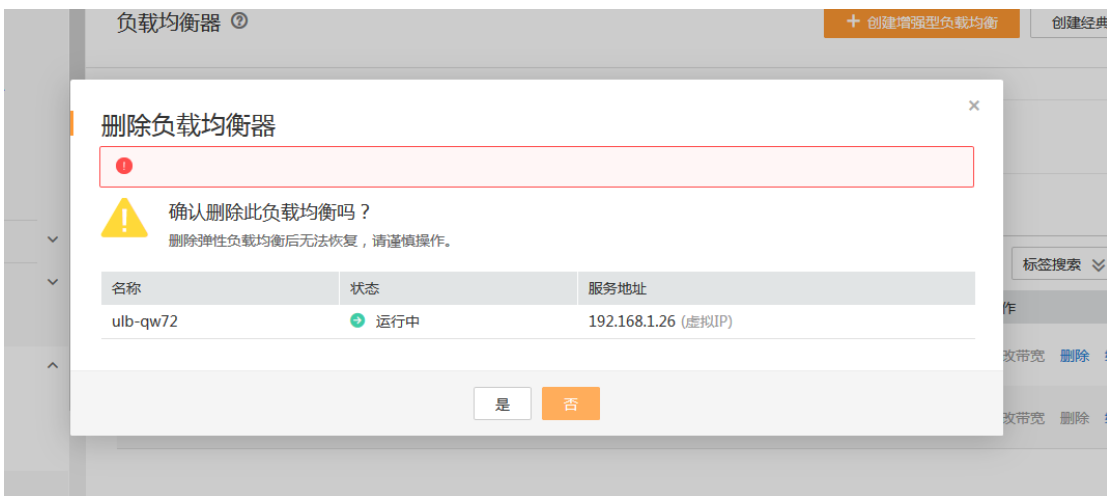 负载均衡器
+ 创建增强型负载均衡
创建经典
删除负载均衡器
确认删除此负载均衡吗？
删除弹性负载均衡后无法恢复，请谨慎操作。
标签搜索
名称 状态 服务地址
作
ulb-qw72 运行中 192.168.1.26 (虚拟IP)
改带宽 删除
是 否
改带宽 删除